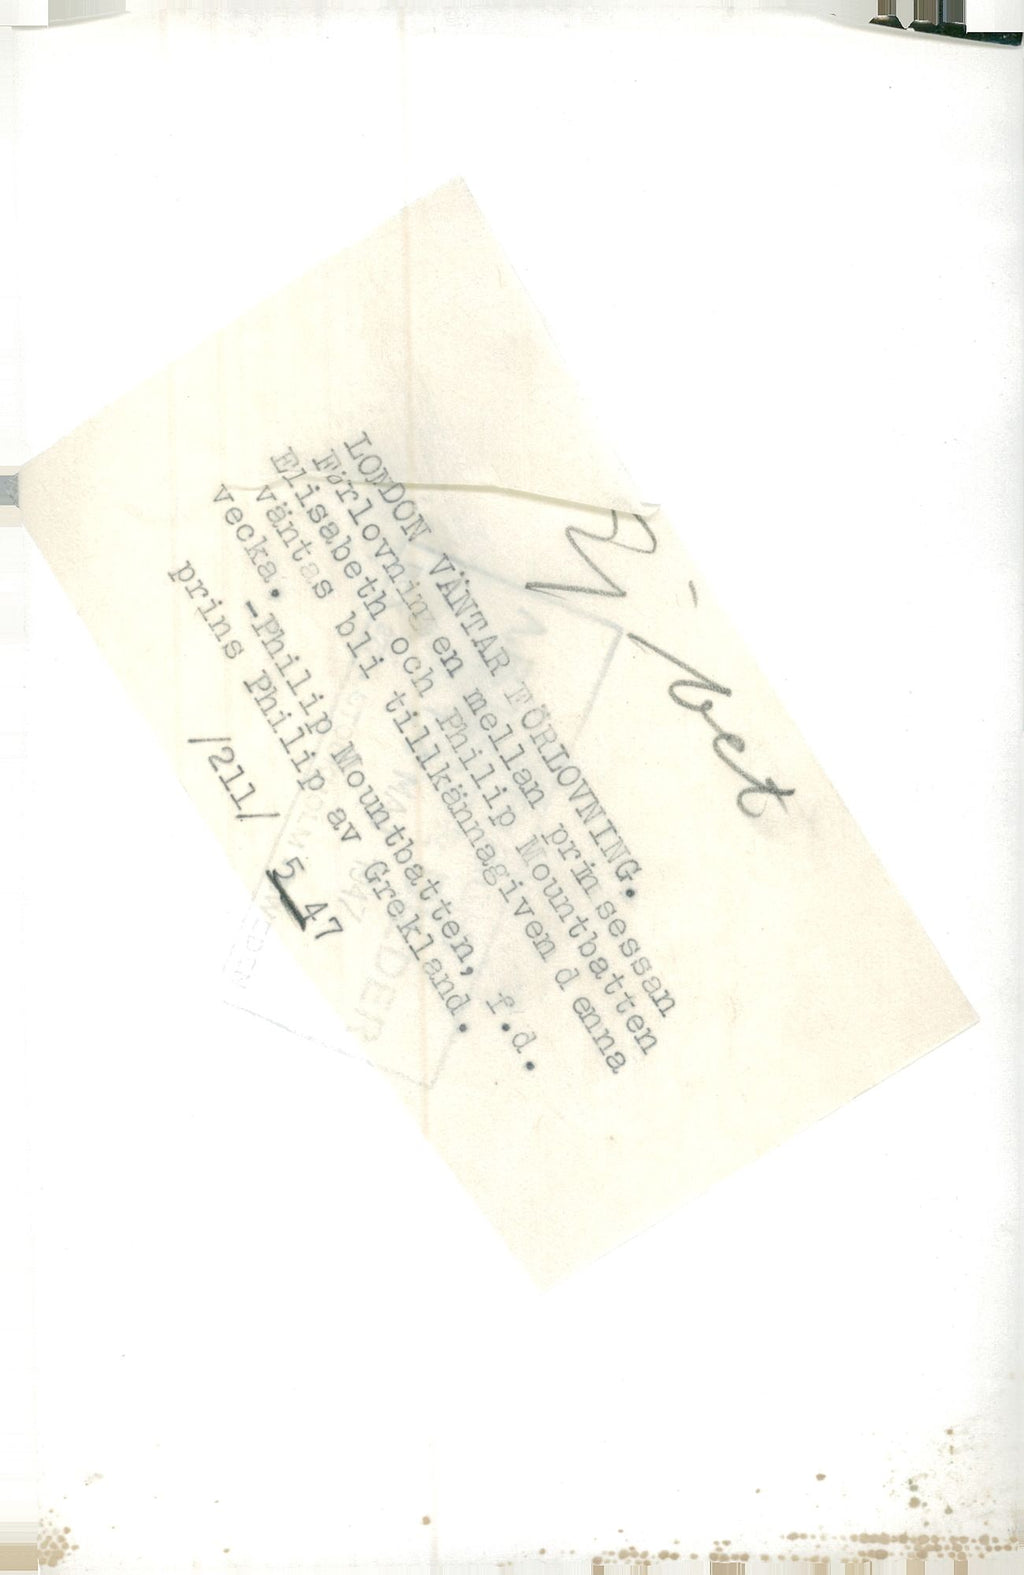 LONDON VÄNTAR FÖRLOVNING.
Förlovningen mellan prinsessan
Elisabeth och Philip Mountbatten
väntas bli tillkännagiven denna
vecka.
-Philip Mountbatten, f.d.
prins Philip av Grekland.
/211/ 5 47